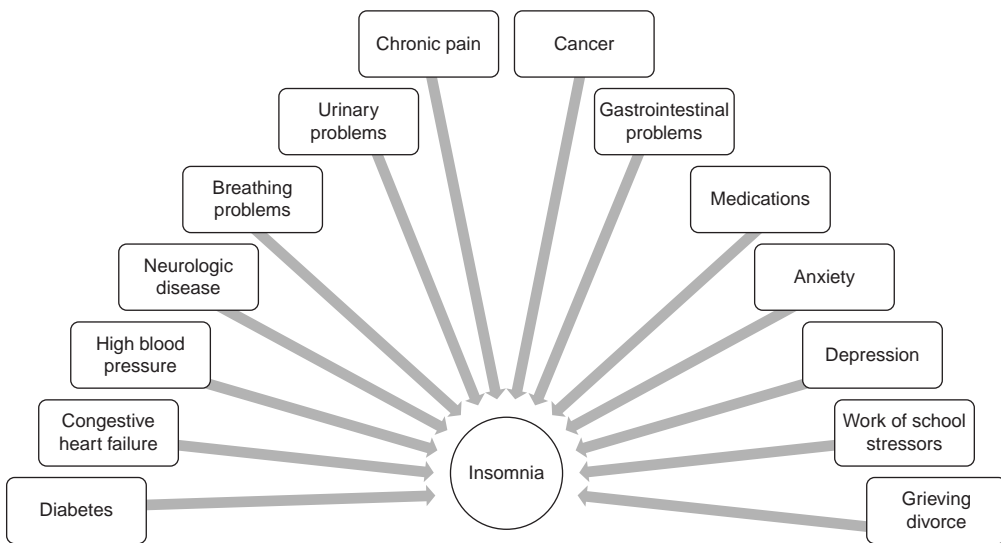 Chronic pain
Cancer
Urinary
problems
Gastrointestinal
problems
Breathing
problems
Medications
Neurologic
disease
Anxiety
High blood
pressure
Depression
Congestive
heart failure
Work of school
stressors
Insomnia
Diabetes
Grieving
divorce